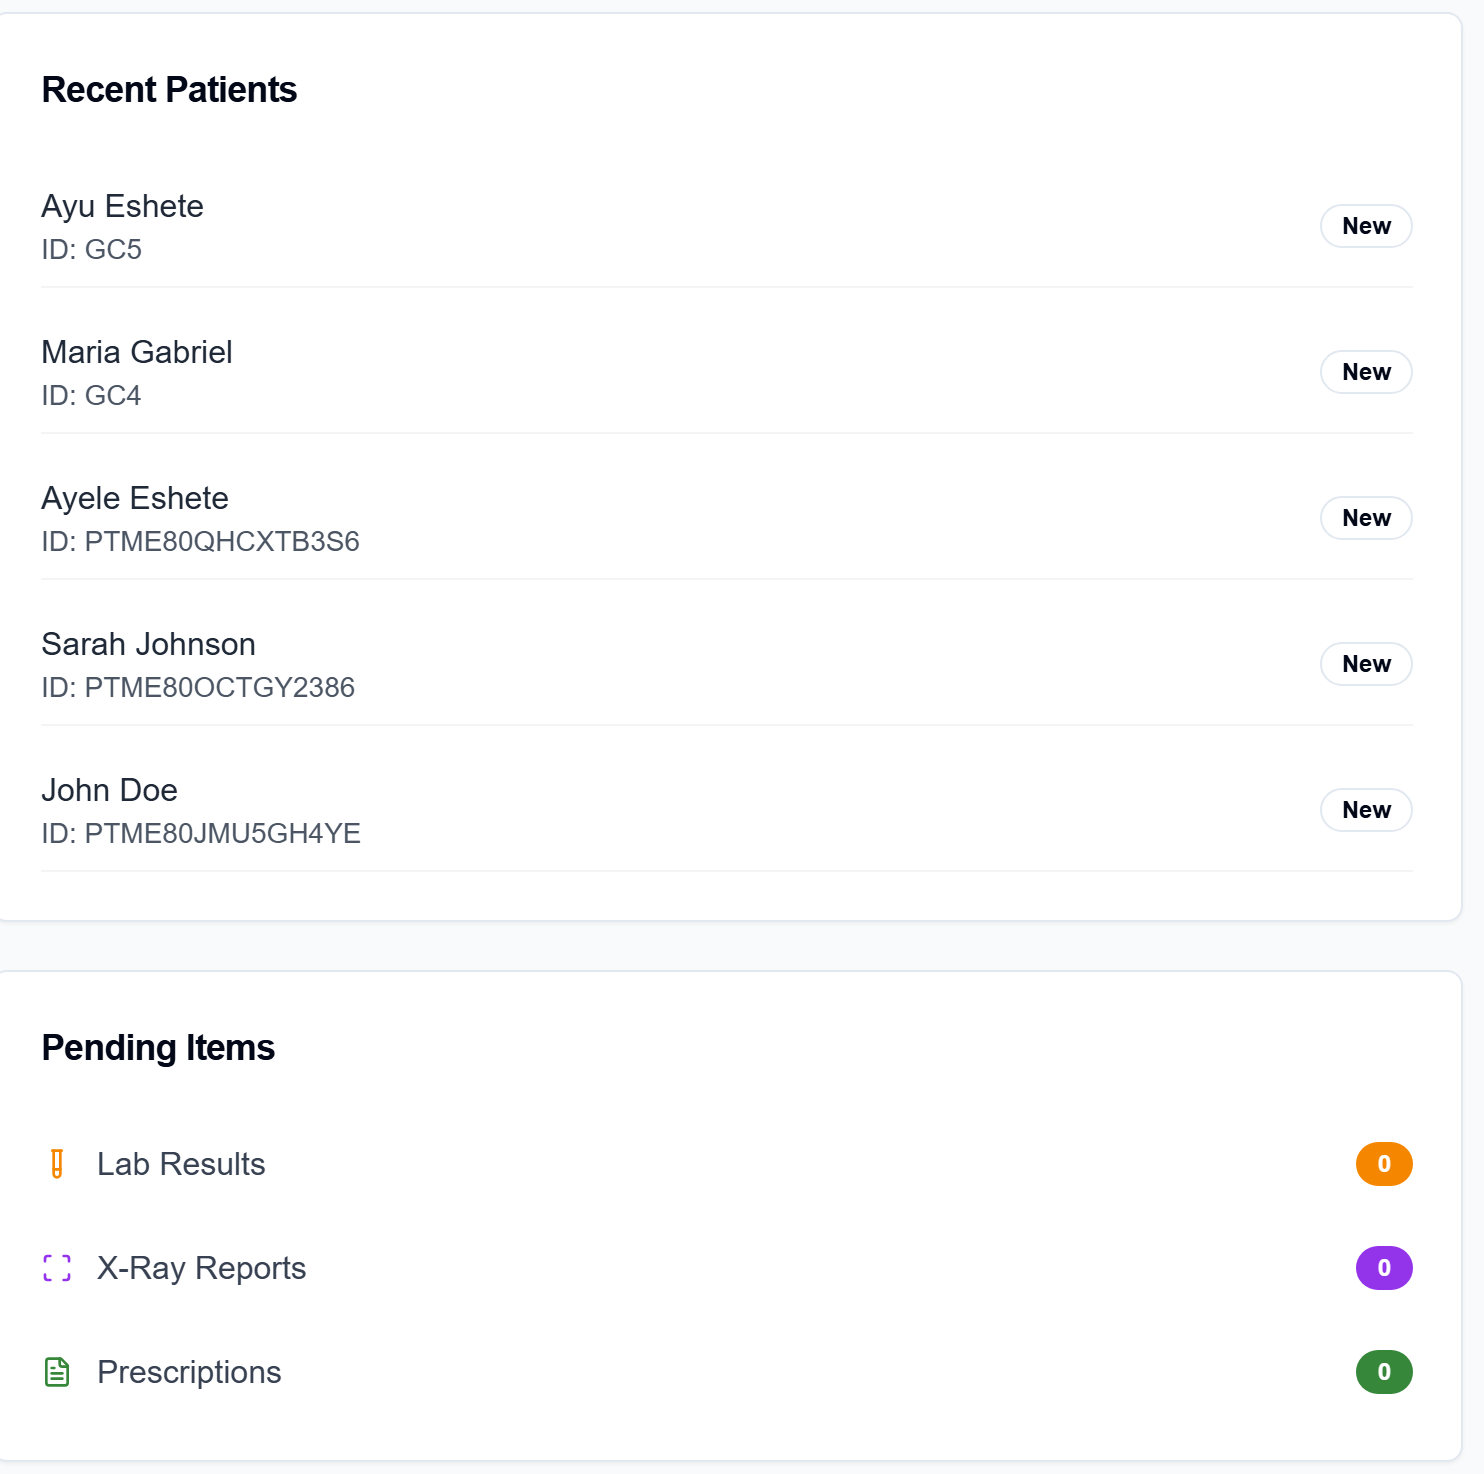 Recent Patients
Ayu Eshete
ID: GC5
New
Maria Gabriel
ID: GC4
New
Ayele Eshete
ID: PTME80QHCXTB3S6
New
Sarah Johnson
ID: PTME80OCTGY2386
New
John Doe
ID: PTME80JMU5GH4YE
New
Pending Items
Lab Results 0
X-Ray Reports 0
Prescriptions 0